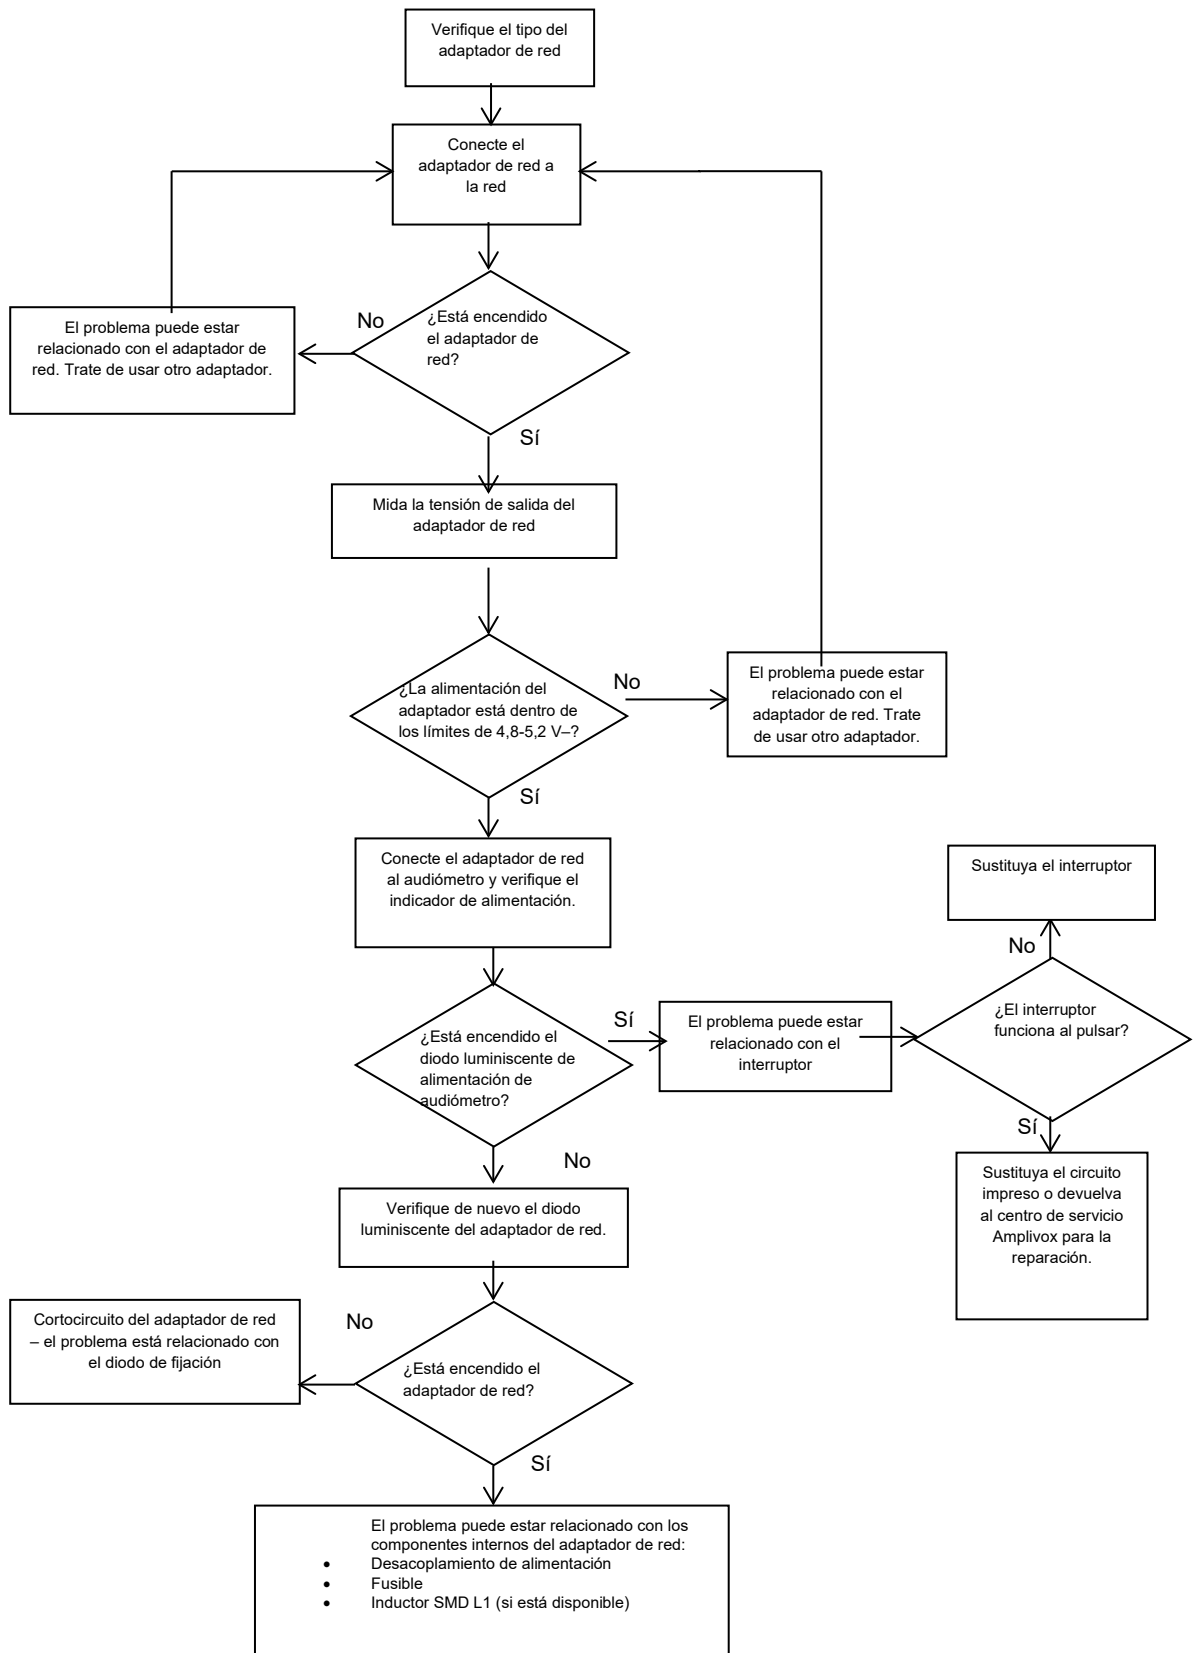 Verifique el tipo del
adaptador de red
Conecte el
adaptador de red a
la red
¿Está encendido
el adaptador de
red?
No
El problema puede estar
relacionado con el adaptador de
red. Trate de usar otro adaptador.
Sí
Mida la tensión de salida del
adaptador de red
¿La alimentación del
adaptador está dentro de
los límites de 4,8-5,2 V–?
No
El problema puede estar
relacionado con el
adaptador de red. Trate
de usar otro adaptador.
Sí
Conecte el adaptador de red
al audiómetro y verifique el
indicador de alimentación.
¿Está encendido el
diodo luminiscente de
alimentación de
audiómetro?
Sí
El problema puede estar
relacionado con el
interruptor
¿El interruptor
funciona al pulsar?
No
Sustituya el interruptor
Sí
Sustituya el circuito
impreso o devuelva
al centro de servicio
Amplivox para la
reparación.
No
Verifique de nuevo el diodo
luminiscente del adaptador de red.
¿Está encendido el
adaptador de red?
No
Cortocircuito del adaptador de red
– el problema está relacionado con
el diodo de fijación
Sí
El problema puede estar relacionado con los
componentes internos del adaptador de red:
• Desacoplamiento de alimentación
• Fusible
• Inductor SMD L1 (si está disponible)